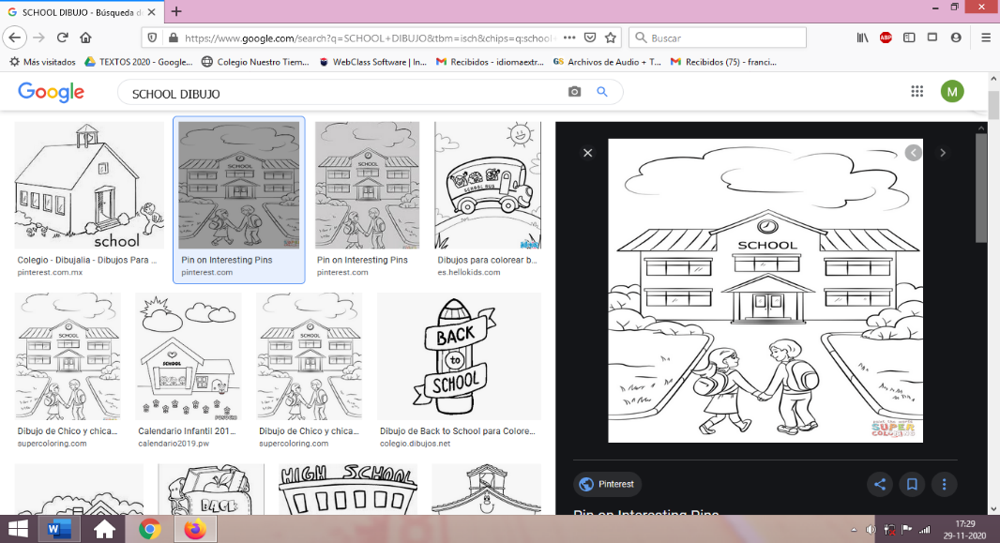 SCHOOL DIBUJO - Búsqueda d
https://www.google.com/search?q=SCHOOL+DIBUJO&tbm=isch&chips=q:school
Buscar
ABP
Más visitados
TEXTOS 2020 - Google...
Colegio Nuestro Tiem...
WebClass Software | In...
Recibidos - idiomaextr...
GS Archivos de Audio + T...
Recibidos (75) - franci...
Google
SCHOOL DIBUJO
M
school
SCHOOL
SCHOOL
SCHOOL BUS
Colegio - Dibujalia - Dibujos Para ...
pinterest.com.mx
Pin on Interesting Pins
pinterest.com
Pin on Interesting Pins
pinterest.com
Dibujos para colorear b...
es.hellokids.com
SCHOOL
SCHOOL
SCHOOL
BACK
to
SCHOOL
Dibujo de Chico y chica...
supercoloring.com
Calendario Infantil 201...
calendario2019.pw
Dibujo de Chico y chica...
supercoloring.com
Dibujo de Back to School para Colore...
colegio.dibujos.net
BACK
HIGH SCHOOL
SCHOOL
SUPER
Pinterest
Pin on Interesting Pins
17:29
29-11-2020